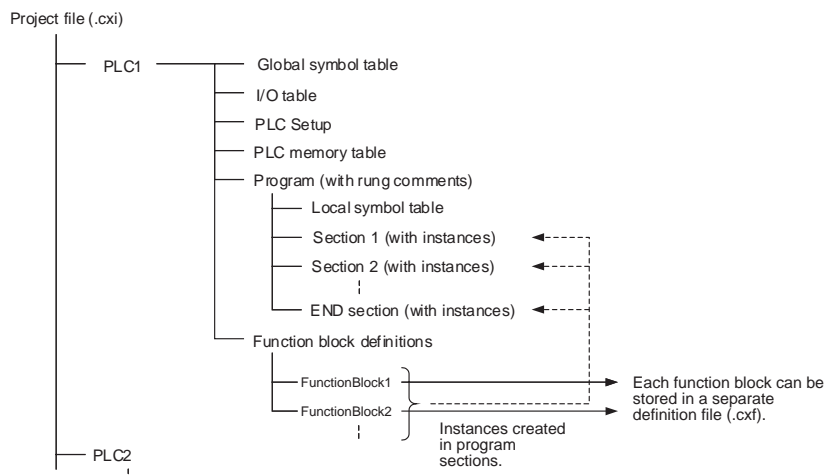 Project file (.cxi)
PLC1
Global symbol table
I/O table
PLC Setup
PLC memory table
Program (with rung comments)
Local symbol table
Section 1 (with instances)
Section 2 (with instances)
END section (with instances)
Function block definitions
FunctionBlock1
FunctionBlock2
Each function block can be
stored in a separate
definition file (.cxf).
Instances created
in program
sections.
PLC2